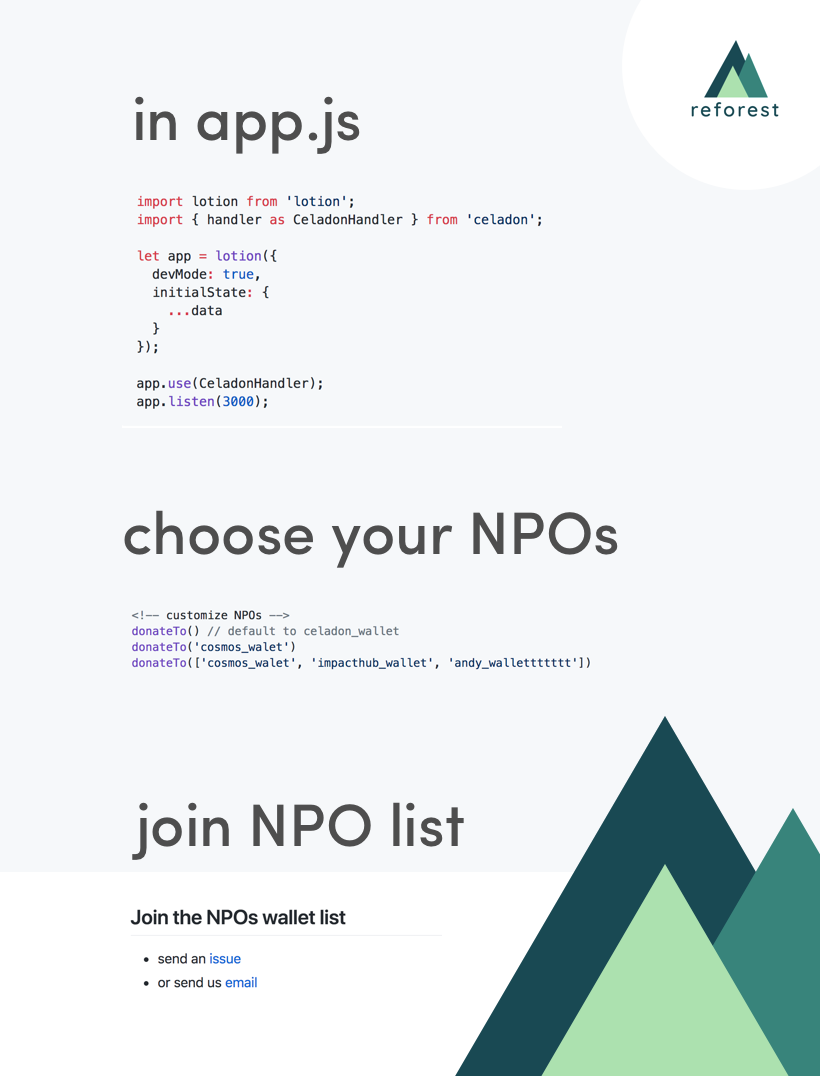 reforest
in app.js
import lotion from 'lotion';
import { handler as CeladonHandler } from 'celadon';
let app = lotion({
  devMode: true,
  initialState: {
    ...data
  }
});
app.use(CeladonHandler);
app.listen(3000);
choose your NPOs
<!-- customize NPOs -->
donateTo() // default to celadon_wallet
donateTo('cosmos_walet')
donateTo(['cosmos_walet', 'impacthub_wallet', 'andy_wallettttttt'])
join NPO list
Join the NPOs wallet list
• send an issue
• or send us email